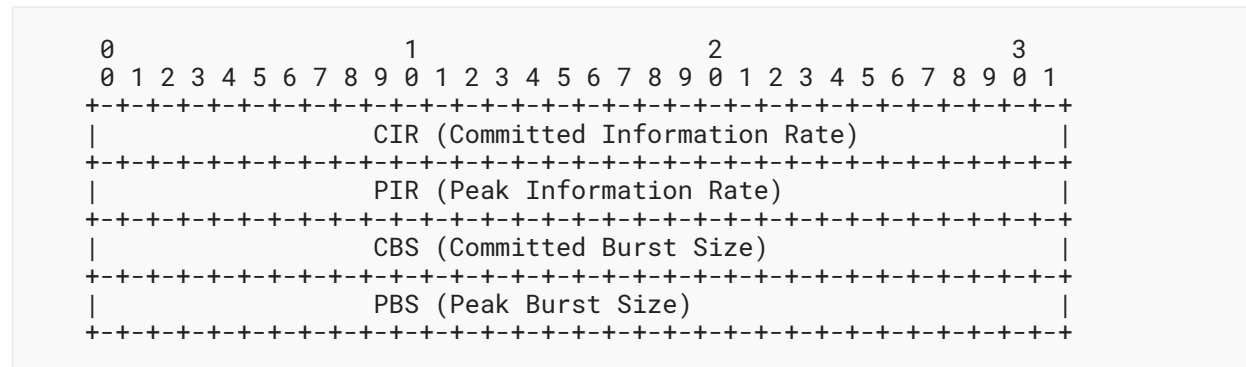 0                   1                   2                   3
 0 1 2 3 4 5 6 7 8 9 0 1 2 3 4 5 6 7 8 9 0 1 2 3 4 5 6 7 8 9 0 1
+-+-+-+-+-+-+-+-+-+-+-+-+-+-+-+-+-+-+-+-+-+-+-+-+-+-+-+-+-+-+-+-+
|                  CIR (Committed Information Rate)             |
+-+-+-+-+-+-+-+-+-+-+-+-+-+-+-+-+-+-+-+-+-+-+-+-+-+-+-+-+-+-+-+-+
|                  PIR (Peak Information Rate)                  |
+-+-+-+-+-+-+-+-+-+-+-+-+-+-+-+-+-+-+-+-+-+-+-+-+-+-+-+-+-+-+-+-+
|                  CBS (Committed Burst Size)                   |
+-+-+-+-+-+-+-+-+-+-+-+-+-+-+-+-+-+-+-+-+-+-+-+-+-+-+-+-+-+-+-+-+
|                  PBS (Peak Burst Size)                        |
+-+-+-+-+-+-+-+-+-+-+-+-+-+-+-+-+-+-+-+-+-+-+-+-+-+-+-+-+-+-+-+-+